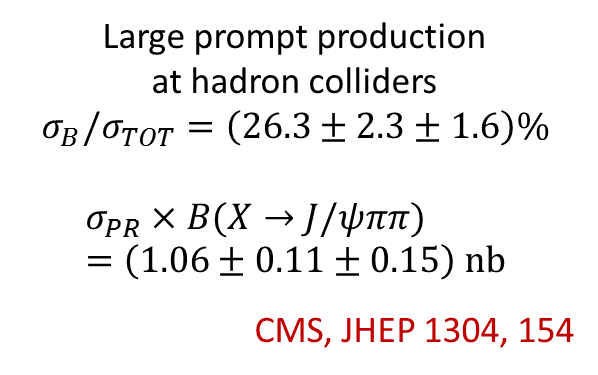 Large prompt production
at hadron colliders
σ_B/σ_TOT = (26.3 ± 2.3 ± 1.6)%
σ_PR × B(X → J/ψππ)
= (1.06 ± 0.11 ± 0.15) nb
CMS, JHEP 1304, 154